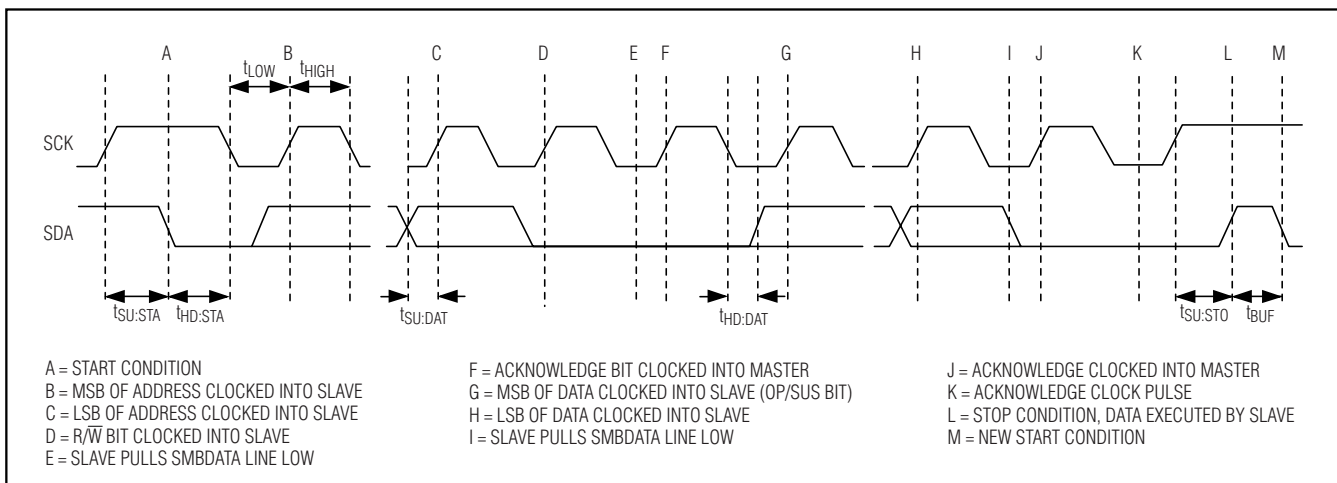 A B C D E F G H I J K L M
tLOW tHIGH
SCK
SDA
tSU:STA tHD:STA tSU:DAT tHD:DAT tSU:STO tBUF
A = START CONDITION
B = MSB OF ADDRESS CLOCKED INTO SLAVE
C = LSB OF ADDRESS CLOCKED INTO SLAVE
D = R/W̅ BIT CLOCKED INTO SLAVE
E = SLAVE PULLS SMBDATA LINE LOW
F = ACKNOWLEDGE BIT CLOCKED INTO MASTER
G = MSB OF DATA CLOCKED INTO SLAVE (OP/SUS BIT)
H = LSB OF DATA CLOCKED INTO SLAVE
I = SLAVE PULLS SMBDATA LINE LOW
J = ACKNOWLEDGE CLOCKED INTO MASTER
K = ACKNOWLEDGE CLOCK PULSE
L = STOP CONDITION, DATA EXECUTED BY SLAVE
M = NEW START CONDITION